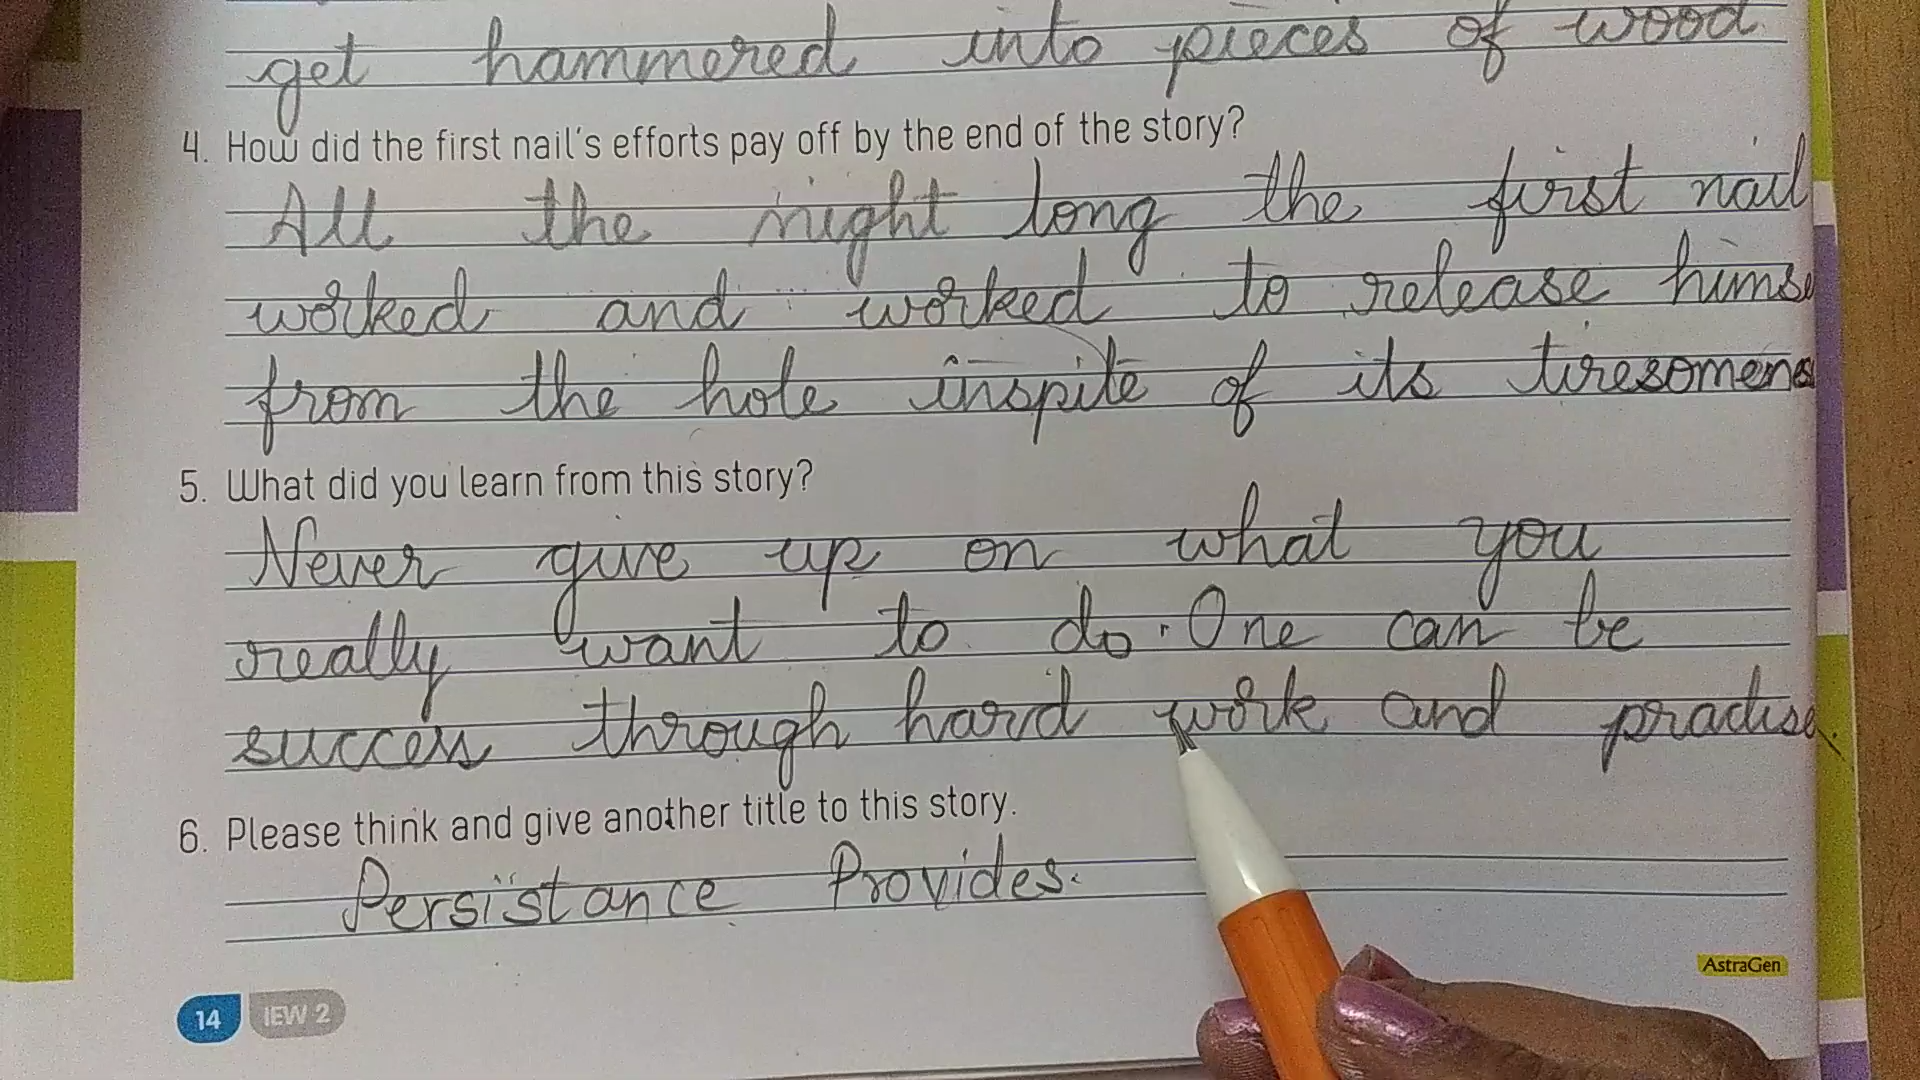 get hammered into pieces of wood
4. How did the first nail's efforts pay off by the end of the story?
All the night long the first nail
worked and worked to release himse
from the hole inspite of its tiresomenes
5. What did you learn from this story?
Never give up on what you
really want to do. One can be
success through hard work and practise.
6. Please think and give another title to this story.
Persistance Provides.
AstraGen
14 IEW 2